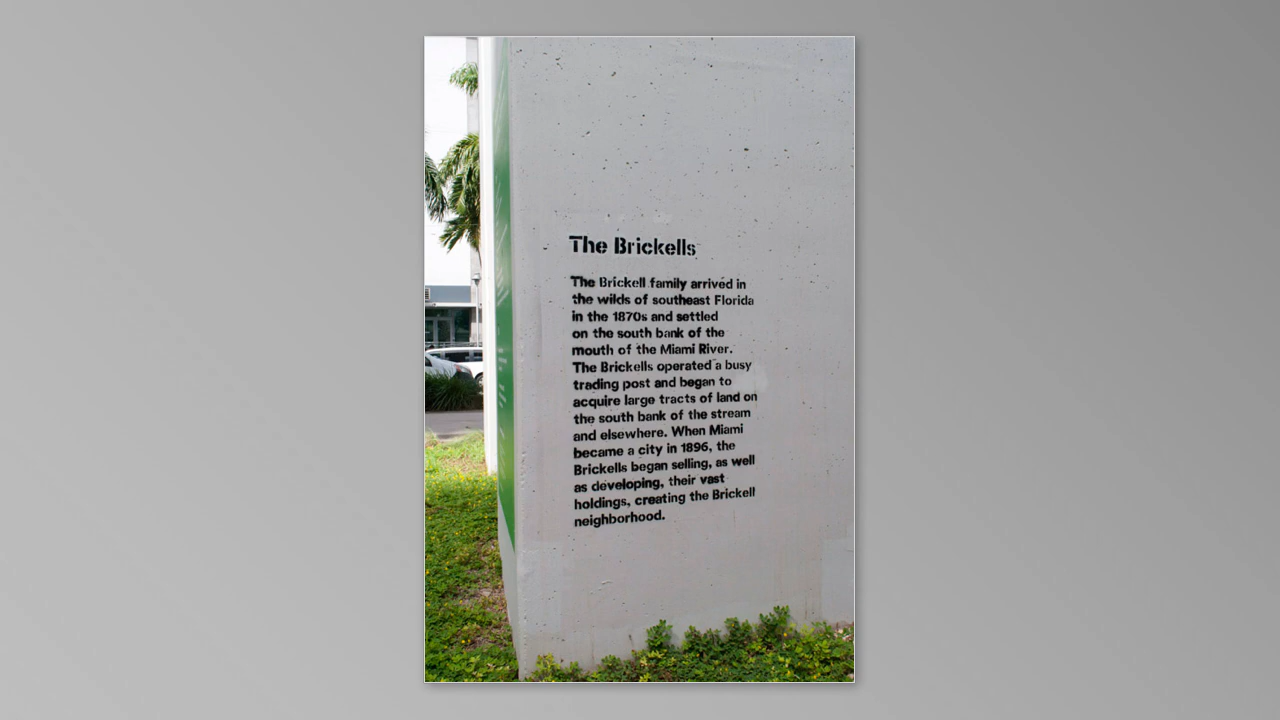 The Brickells
The Brickell family arrived in
the wilds of southeast Florida
in the 1870s and settled
on the south bank of the
mouth of the Miami River.
The Brickells operated a busy
trading post and began to
acquire large tracts of land on
the south bank of the stream
and elsewhere. When Miami
became a city in 1896, the
Brickells began selling, as well
as developing, their vast
holdings, creating the Brickell
neighborhood.